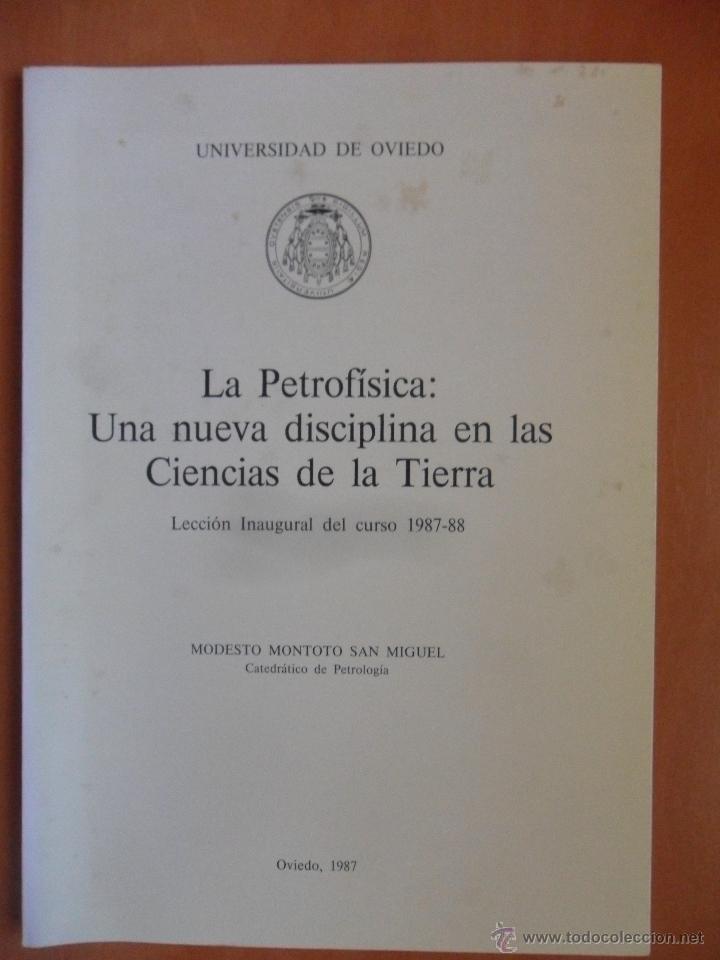 UNIVERSIDAD DE OVIEDO
La Petrofísica:
Una nueva disciplina en las
Ciencias de la Tierra
Lección Inaugural del curso 1987-88
MODESTO MONTOTO SAN MIGUEL
Catedrático de Petrología
Oviedo, 1987
© www.todocoleccion.net